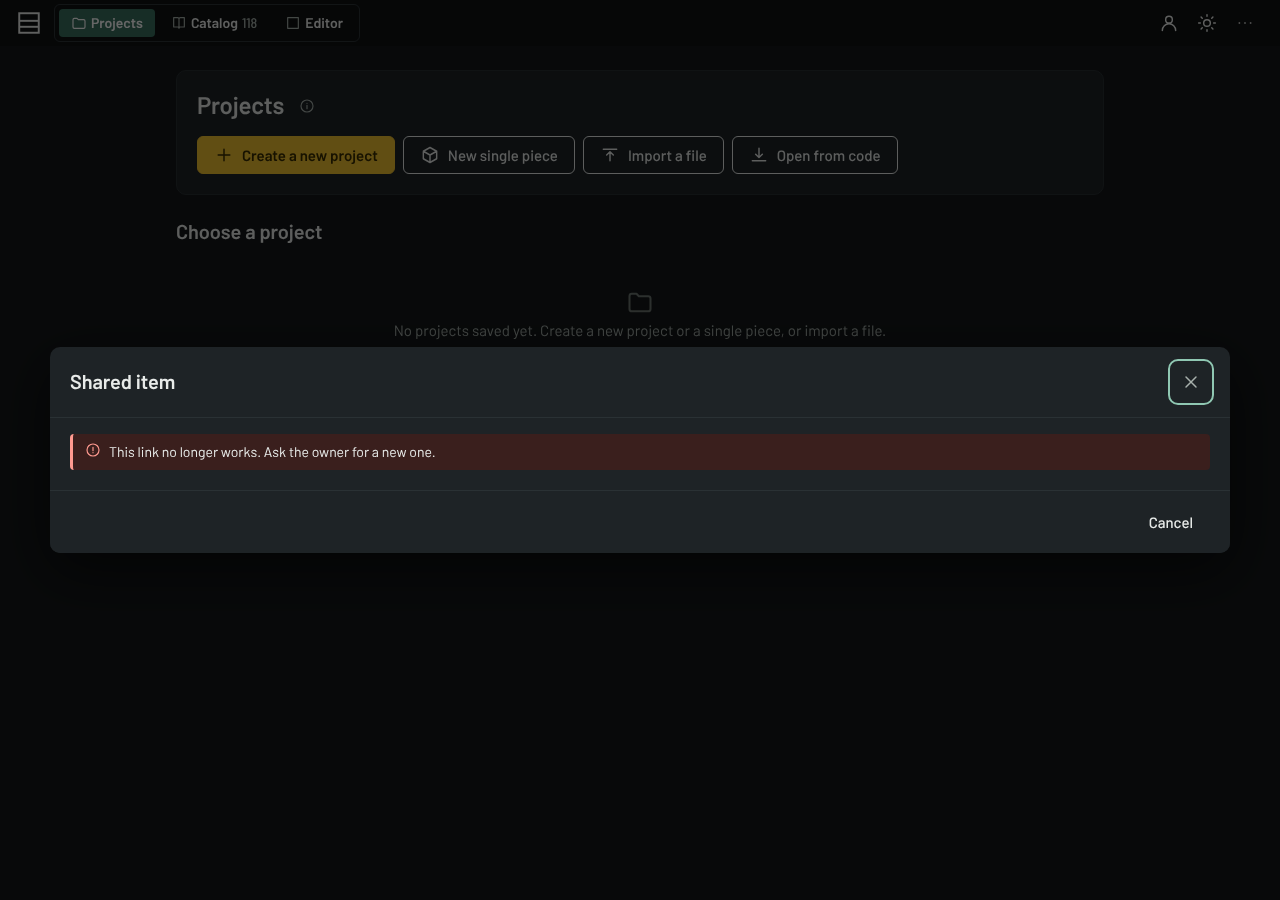 Projects
Catalog 118
Editor
Projects
Create a new project
New single piece
Import a file
Open from code
Choose a project
No projects saved yet. Create a new project or a single piece, or import a file.
Shared item
This link no longer works. Ask the owner for a new one.
Cancel